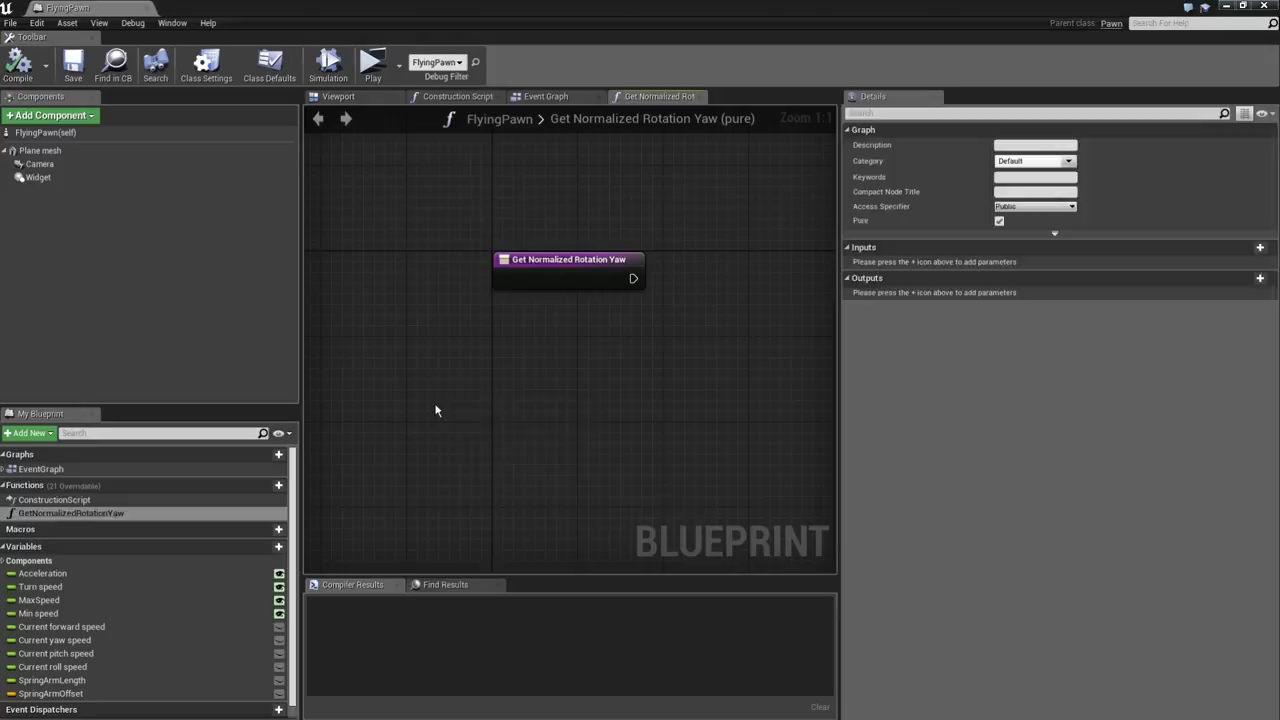 FlyingPawn
File Edit Asset View Debug Window Help
Parent class: Pawn Search For Help
Toolbar
Compile Save Find in CB Search Class Settings Class Defaults Simulation Play
FlyingPawn
Debug Filter
Components
+Add Component
FlyingPawn(self)
Plane mesh
Camera
Widget
Viewport Construction Script Event Graph Get Normalized Rot
FlyingPawn > Get Normalized Rotation Yaw (pure)
Zoom 1:1
Get Normalized Rotation Yaw
BLUEPRINT
Details
Search
Graph
Description
Category Default
Keywords
Compact Node Title
Access Specifier Public
Pure
Inputs
Please press the + icon above to add parameters
Outputs
Please press the + icon above to add parameters
My Blueprint
+Add New Search
Graphs
EventGraph
Functions (21 Overridable)
ConstructionScript
GetNormalizedRotationYaw
Macros
Variables
Components
Acceleration
Turn speed
MaxSpeed
Min speed
Current forward speed
Current yaw speed
Current pitch speed
Current roll speed
SpringArmLength
SpringArmOffset
Event Dispatchers
Compiler Results Find Results
Clear